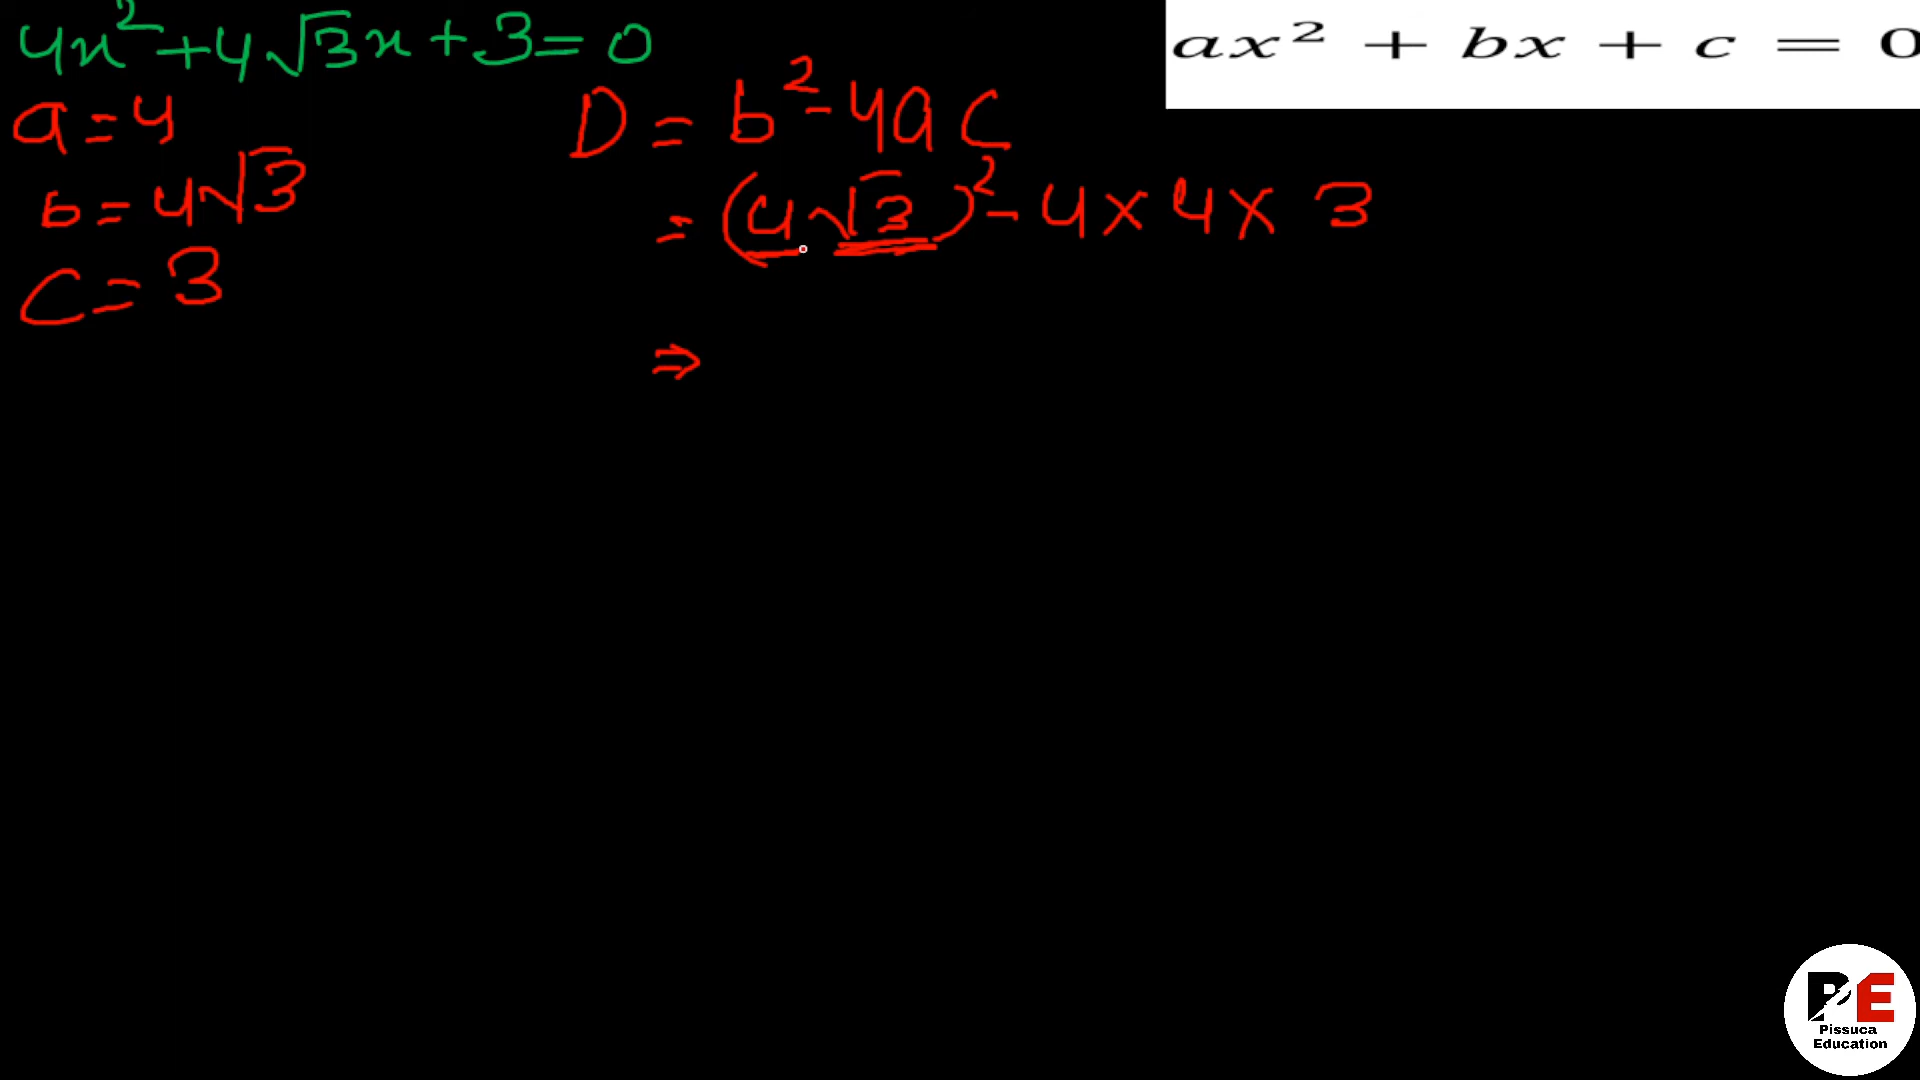 4x²+4√3x+3=0
ax² + bx + c = 0
a=4
D = b²-4ac
b=4√3
= (4√3)²-4×4×3
c=3
⇒
PE
Pissuca
Education